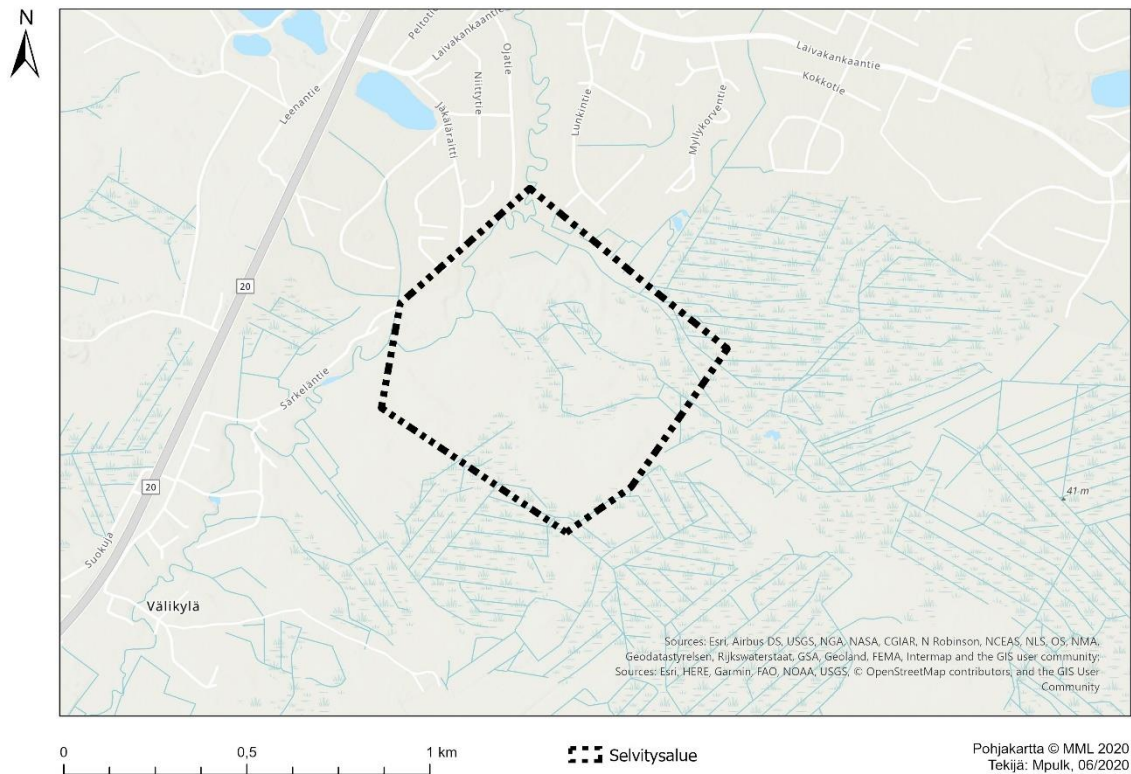 N
Peltotie
Laivakankaantie
Ojatie
Niittytie
Jäkäläraitti
Leenantie
Lunkintie
Myllykorventie
Laivakankaantie
Kokkotie
20
Särkeläntie
20
41 m
Suokuja
Välikylä
Sources: Esri, Airbus DS, USGS, NGA, NASA, CGIAR, N Robinson, NCEAS, NLS, OS, NMA,
Geodatastyrelsen, Rijkswaterstaat, GSA, Geoland, FEMA, Intermap and the GIS user community;
Sources: Esri, HERE, Garmin, FAO, NOAA, USGS, © OpenStreetMap contributors, and the GIS User
Community
0 0,5 1 km
Selvitysalue
Pohjakartta © MML 2020
Tekijä: Mpulk, 06/2020